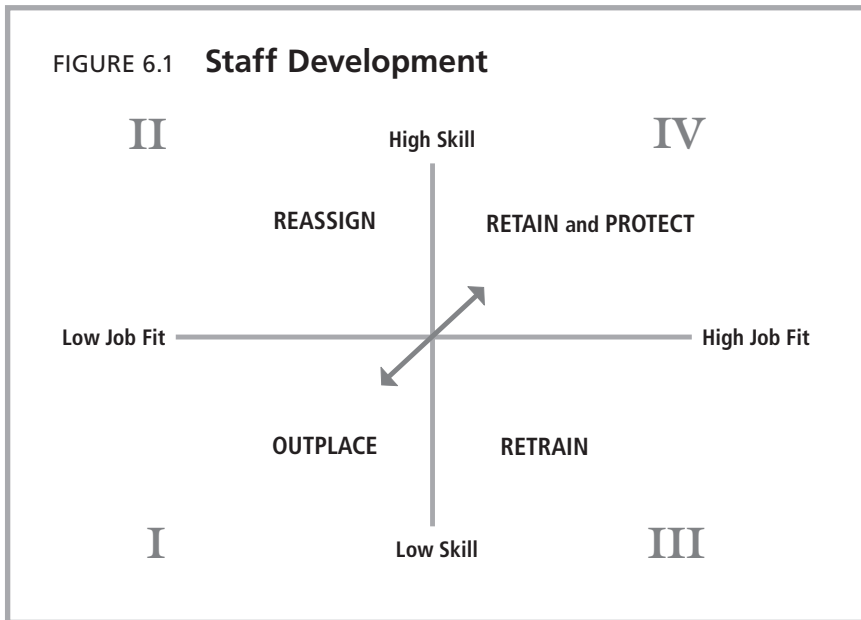 FIGURE 6.1 Staff Development
II
IV
High Skill
REASSIGN
RETAIN and PROTECT
Low Job Fit
High Job Fit
OUTPLACE
RETRAIN
I
III
Low Skill